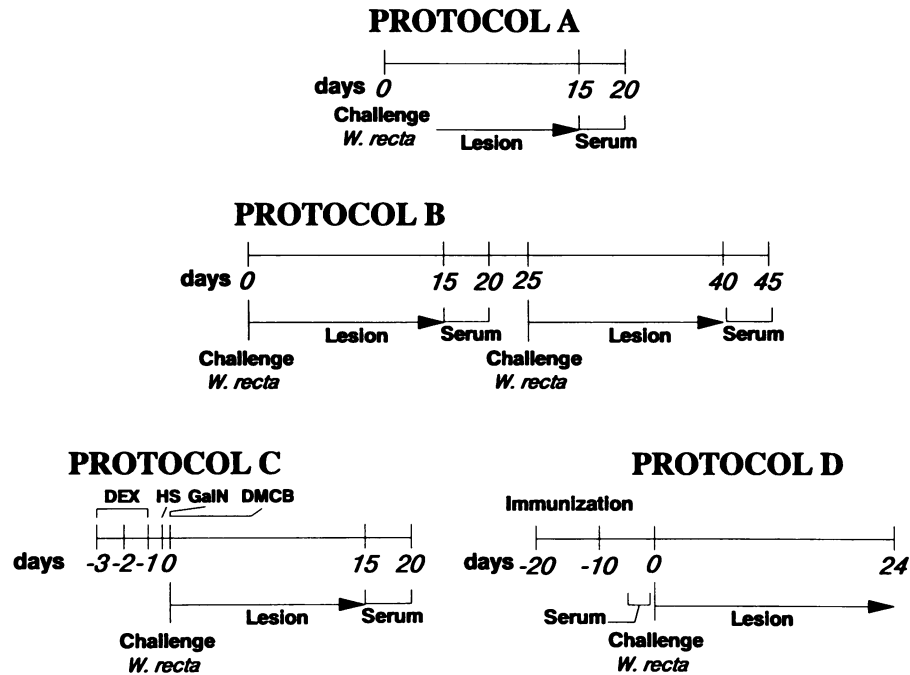 PROTOCOL A
days 0 15 20
Challenge
W. recta
Lesion Serum
PROTOCOL B
days 0 15 20 25 40 45
Lesion Serum Lesion Serum
Challenge Challenge
W. recta W. recta
PROTOCOL C
DEX HS GalN DMCB
days -3 -2 -1 0 15 20
Lesion Serum
Challenge
W. recta
PROTOCOL D
Immunization
days -20 -10 0 24
Serum Lesion
Challenge
W. recta